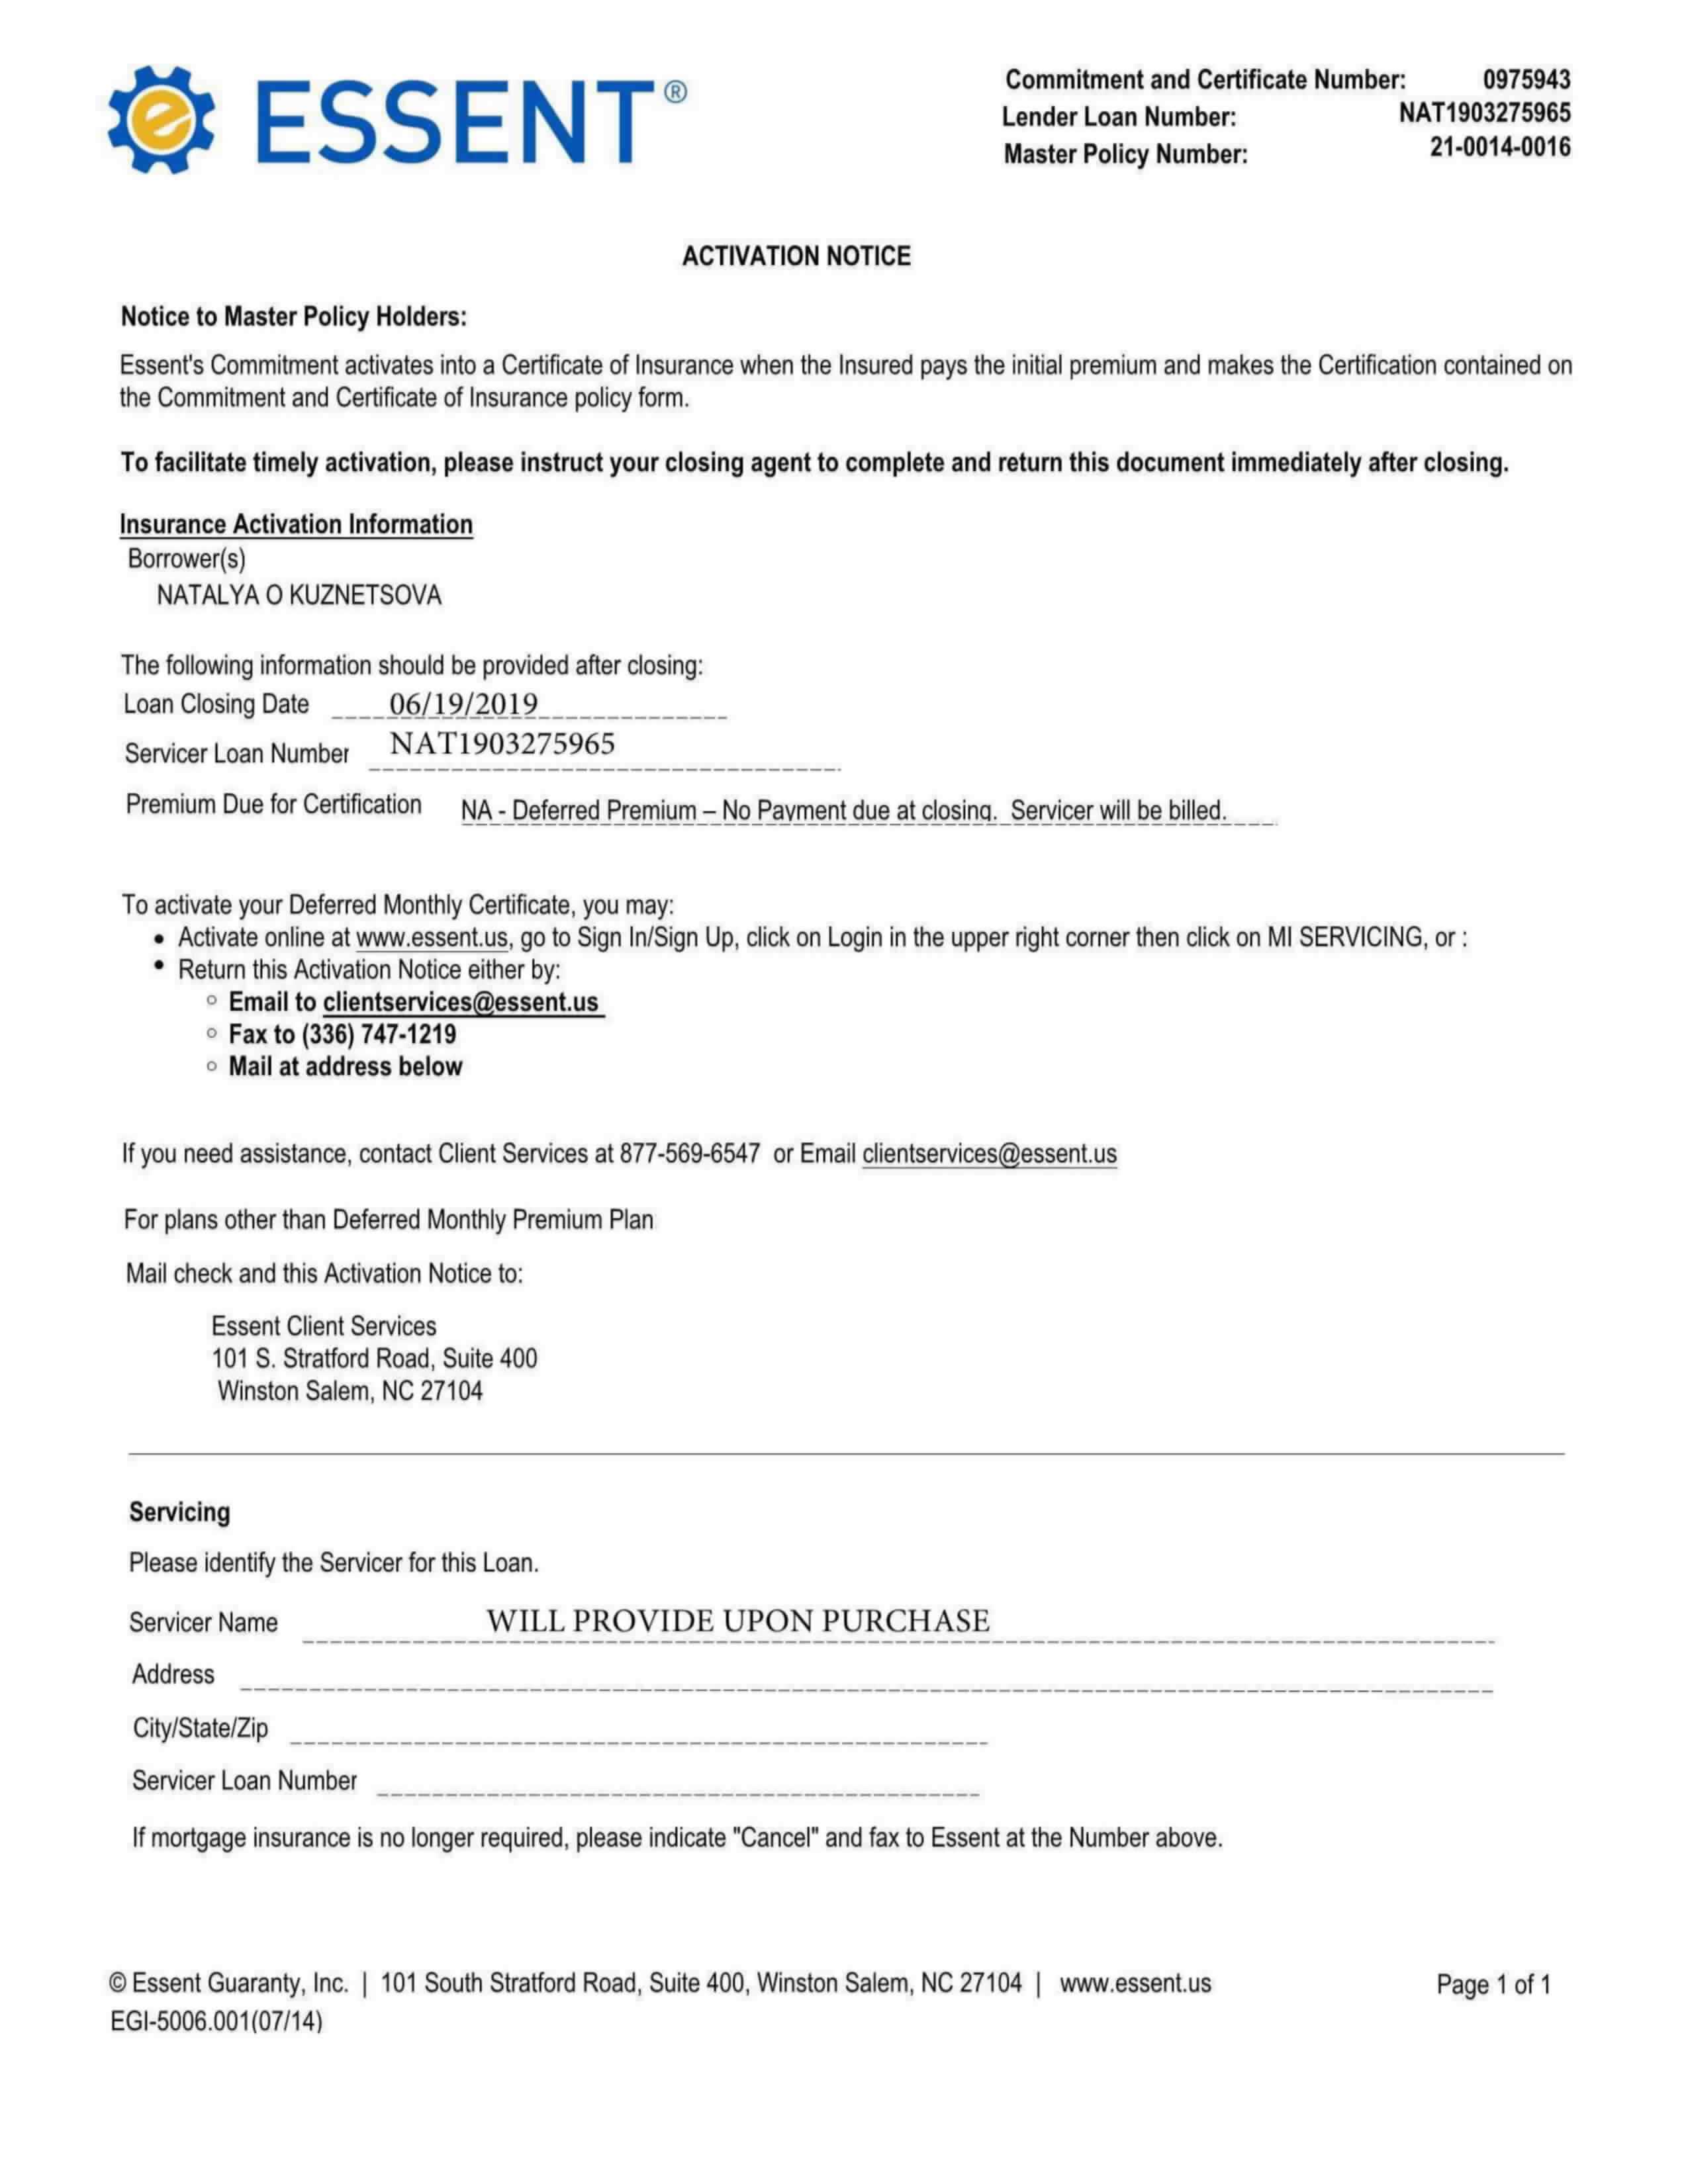 ESSENT®
Commitment and Certificate Number: 0975943
Lender Loan Number: NAT1903275965
Master Policy Number: 21-0014-0016
ACTIVATION NOTICE
Notice to Master Policy Holders:
Essent's Commitment activates into a Certificate of Insurance when the Insured pays the initial premium and makes the Certification contained on
the Commitment and Certificate of Insurance policy form.
To facilitate timely activation, please instruct your closing agent to complete and return this document immediately after closing.
Insurance Activation Information
Borrower(s)
NATALYA O KUZNETSOVA
The following information should be provided after closing:
Loan Closing Date 06/19/2019
Servicer Loan Number NAT1903275965
Premium Due for Certification NA - Deferred Premium – No Payment due at closing. Servicer will be billed.
To activate your Deferred Monthly Certificate, you may:
• Activate online at www.essent.us, go to Sign In/Sign Up, click on Login in the upper right corner then click on MI SERVICING, or :
• Return this Activation Notice either by:
○ Email to clientservices@essent.us
○ Fax to (336) 747-1219
○ Mail at address below
If you need assistance, contact Client Services at 877-569-6547 or Email clientservices@essent.us
For plans other than Deferred Monthly Premium Plan
Mail check and this Activation Notice to:
Essent Client Services
101 S. Stratford Road, Suite 400
Winston Salem, NC 27104
Servicing
Please identify the Servicer for this Loan.
Servicer Name WILL PROVIDE UPON PURCHASE
Address
City/State/Zip
Servicer Loan Number
If mortgage insurance is no longer required, please indicate "Cancel" and fax to Essent at the Number above.
© Essent Guaranty, Inc. | 101 South Stratford Road, Suite 400, Winston Salem, NC 27104 | www.essent.us Page 1 of 1
EGI-5006.001(07/14)